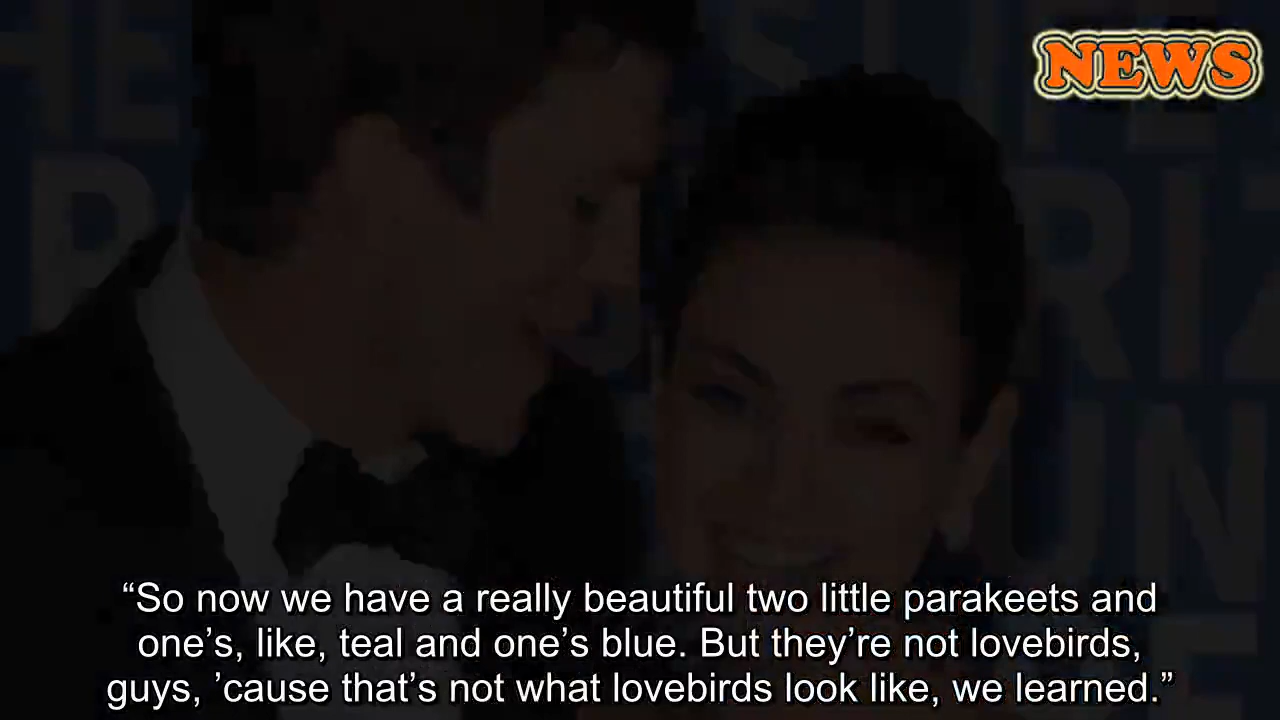 NEWS
“So now we have a really beautiful two little parakeets and
one’s, like, teal and one’s blue. But they’re not lovebirds,
guys, ’cause that’s not what lovebirds look like, we learned.”